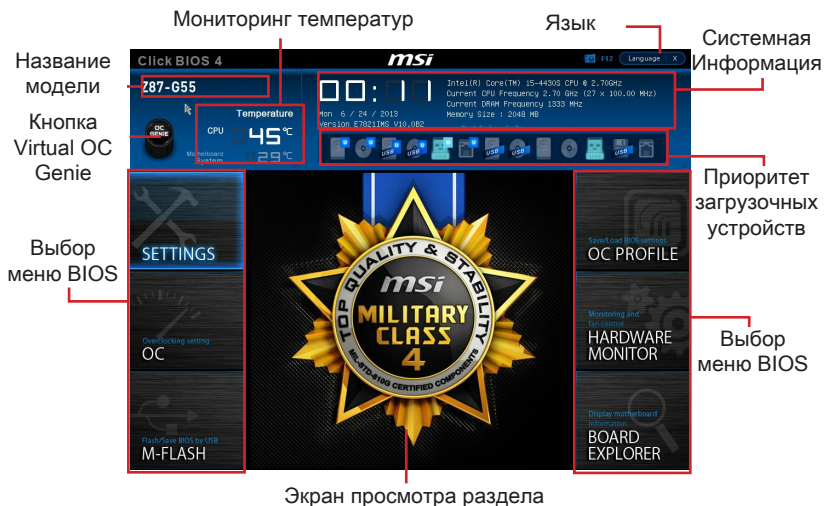 Мониторинг температур
Язык
Системная
Информация
Название
модели
Кнопка
Virtual OC
Genie
Click BIOS 4
msi
F12
Language
X
Z87-G55
OC
GENIE
Temperature
CPU 45°C
Motherboard
System 29°C
00:11
Mon 6 / 24 / 2013
Version E7821IMS V10.0B2
Intel(R) Core(TM) i5-4430S CPU @ 2.70GHz
Current CPU Frequency 2.70 GHz (27 x 100.00 MHz)
Current DRAM Frequency 1333 MHz
Memory Size : 2048 MB
USB USB USB USB USB
Приоритет
загрузочных
устройств
Выбор
меню BIOS
SETTINGS
Overclocking setting
OC
Flash/Save BIOS by USB
M-FLASH
TOP QUALITY & STABILITY
msi
MILITARY
CLASS
4
MIL-STD-810G CERTIFIED COMPONENTS
Save/Load BIOS settings
OC PROFILE
Monitoring and
fan control
HARDWARE
MONITOR
Display motherboard
Information
BOARD
EXPLORER
Выбор
меню BIOS
Экран просмотра раздела